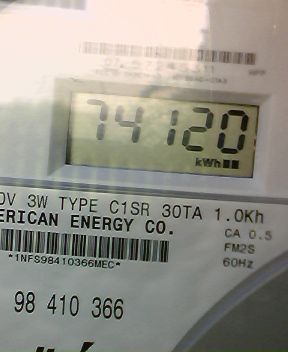 74120
kWh
0V 3W TYPE C1SR 30TA 1.0Kh
ERICAN ENERGY CO.
CA 0.5
FM2S
60Hz
*1NFS98410366MEC*
98 410 366